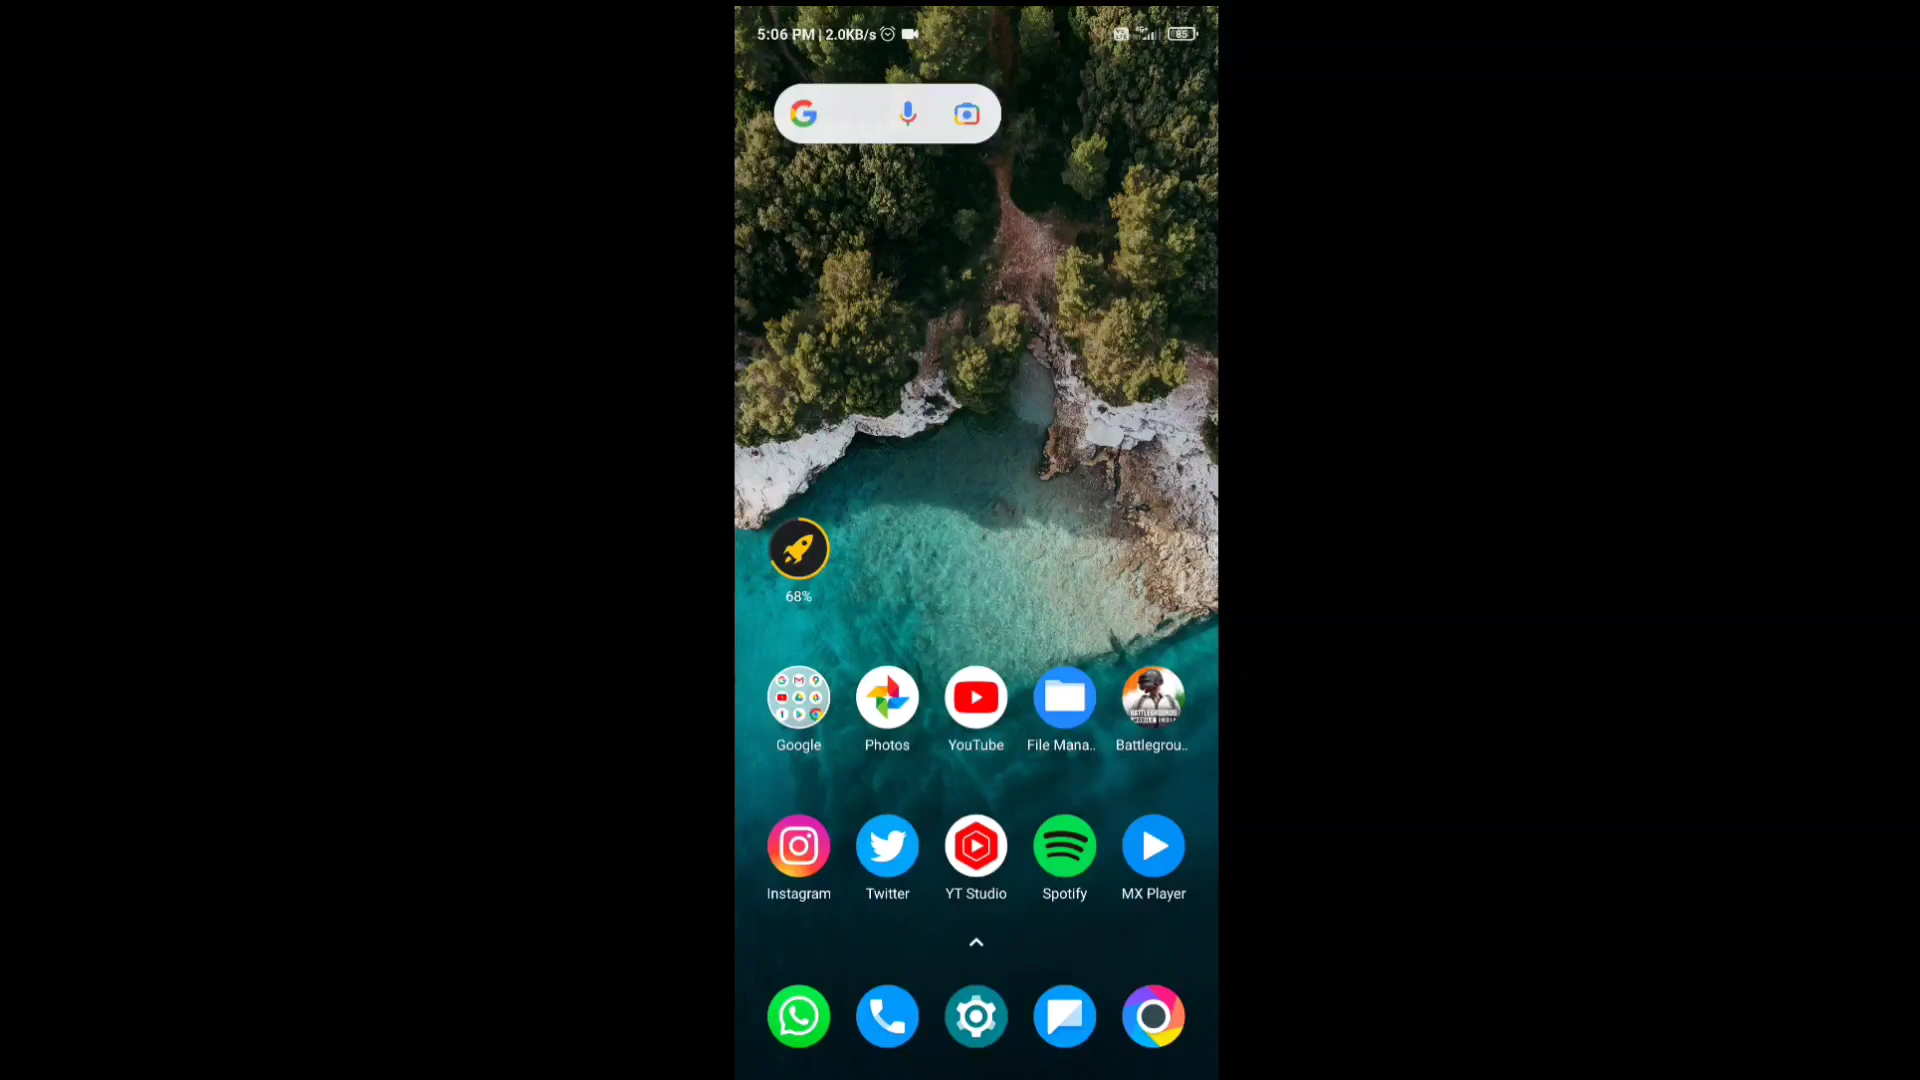 5:06 PM | 2.0KB/s
85
68%
Google
Photos
YouTube
File Mana..
Battlegrou..
Instagram
Twitter
YT Studio
Spotify
MX Player